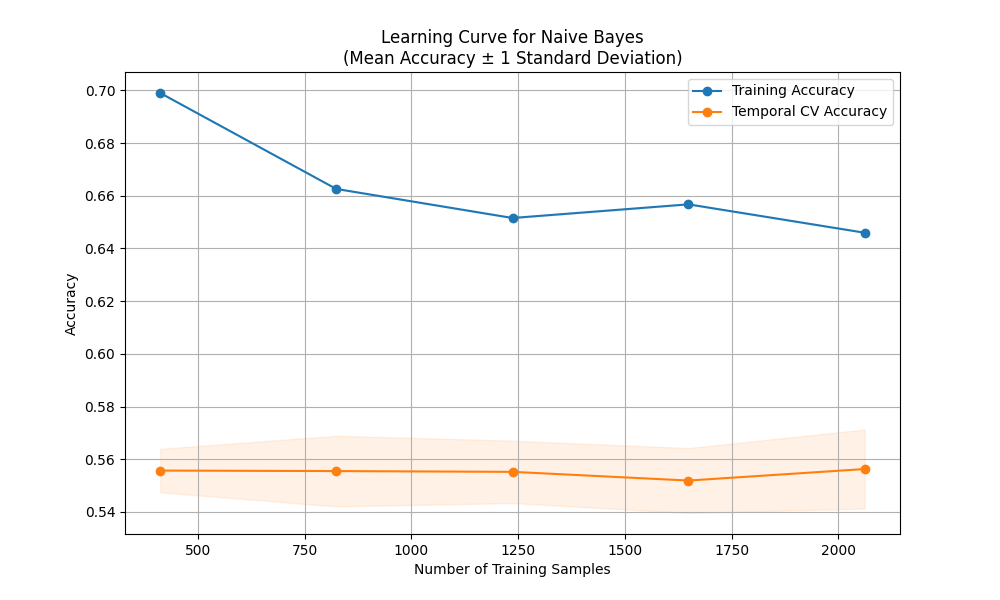 Learning Curve for Naive Bayes
(Mean Accuracy ± 1 Standard Deviation)
Training Accuracy
Temporal CV Accuracy
Accuracy
0.70
0.68
0.66
0.64
0.62
0.60
0.58
0.56
0.54
500 750 1000 1250 1500 1750 2000
Number of Training Samples